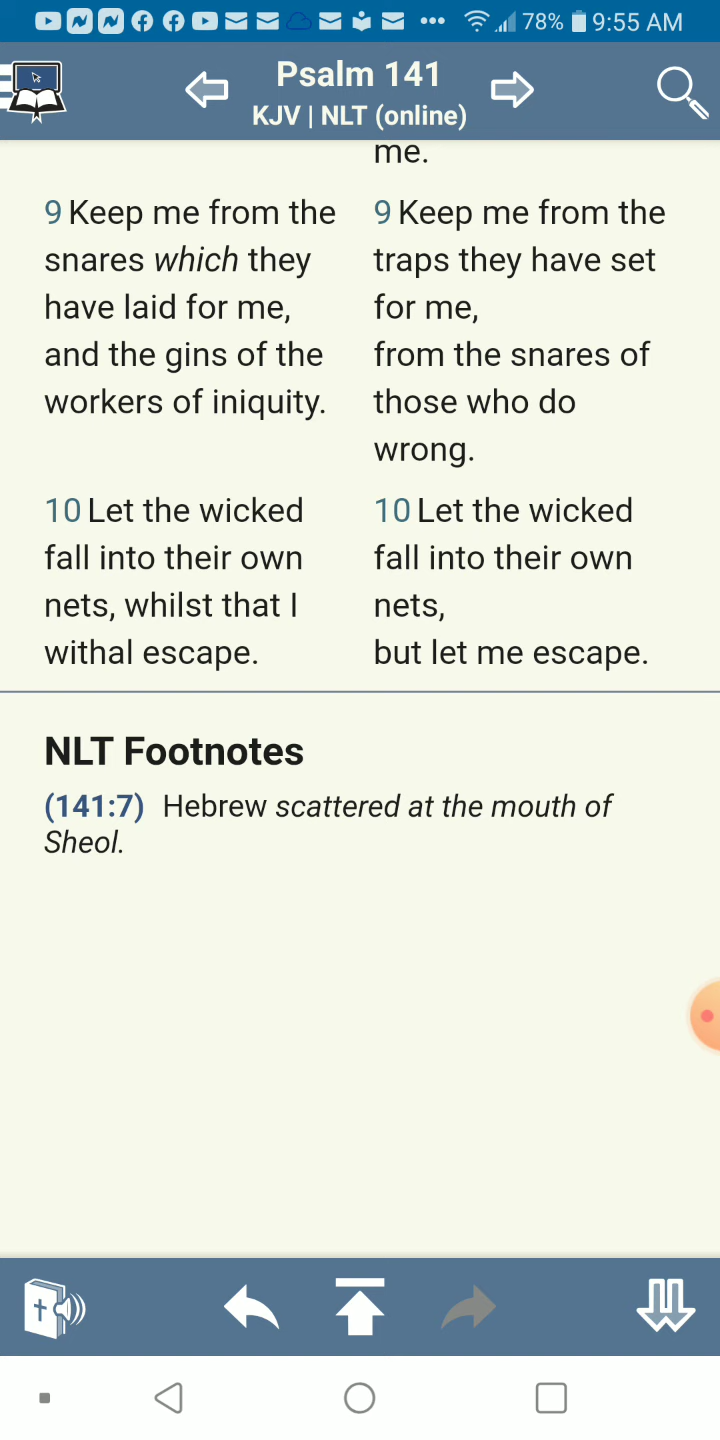 78% 9:55 AM
Psalm 141
KJV | NLT (online)
me.
9 Keep me from the
snares which they
have laid for me,
and the gins of the
workers of iniquity.
9 Keep me from the
traps they have set
for me,
from the snares of
those who do
wrong.
10 Let the wicked
fall into their own
nets, whilst that I
withal escape.
10 Let the wicked
fall into their own
nets,
but let me escape.
NLT Footnotes
(141:7) Hebrew scattered at the mouth of
Sheol.